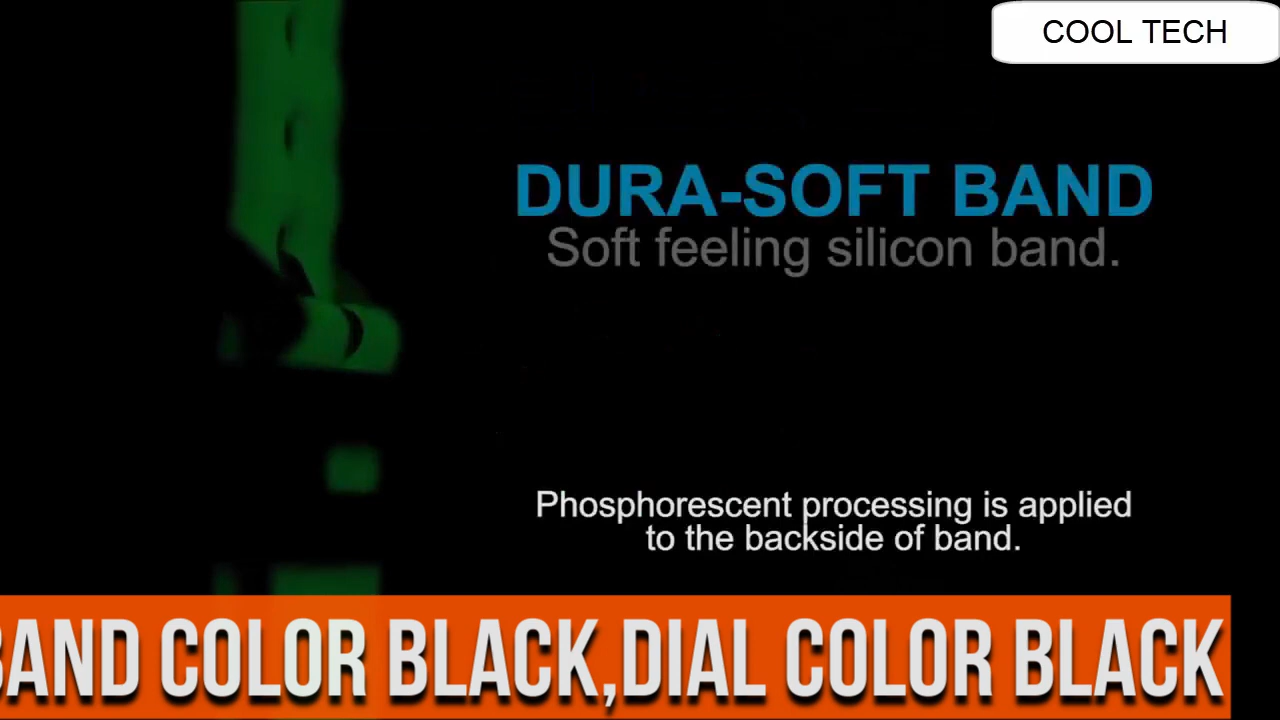 COOL TECH
DURA-SOFT BAND
Soft feeling silicon band.
Phosphorescent processing is applied
to the backside of band.
BAND COLOR BLACK,DIAL COLOR BLACK